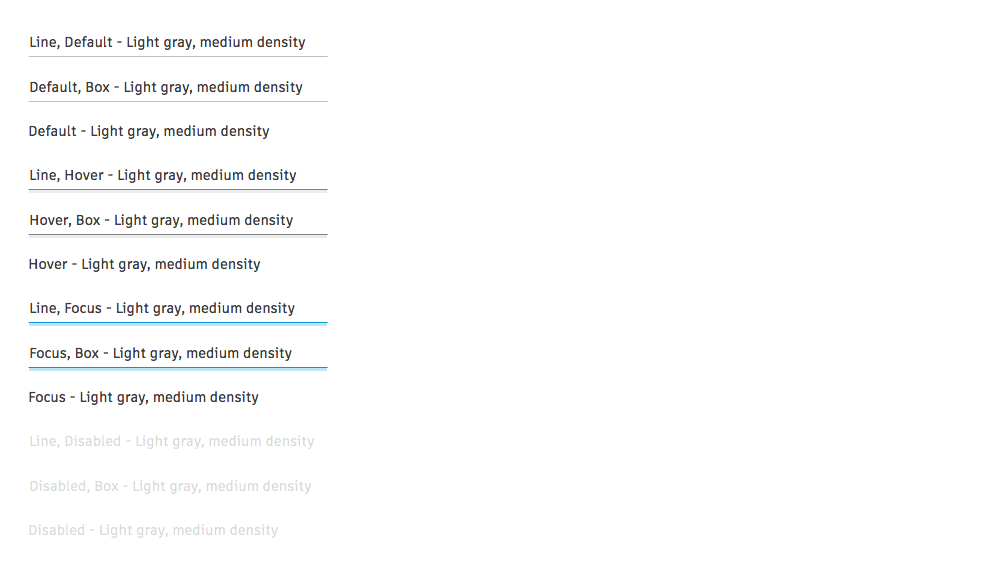 Line, Default - Light gray, medium density
Default, Box - Light gray, medium density
Default - Light gray, medium density
Line, Hover - Light gray, medium density
Hover, Box - Light gray, medium density
Hover - Light gray, medium density
Line, Focus - Light gray, medium density
Focus, Box - Light gray, medium density
Focus - Light gray, medium density
Line, Disabled - Light gray, medium density
Disabled, Box - Light gray, medium density
Disabled - Light gray, medium density